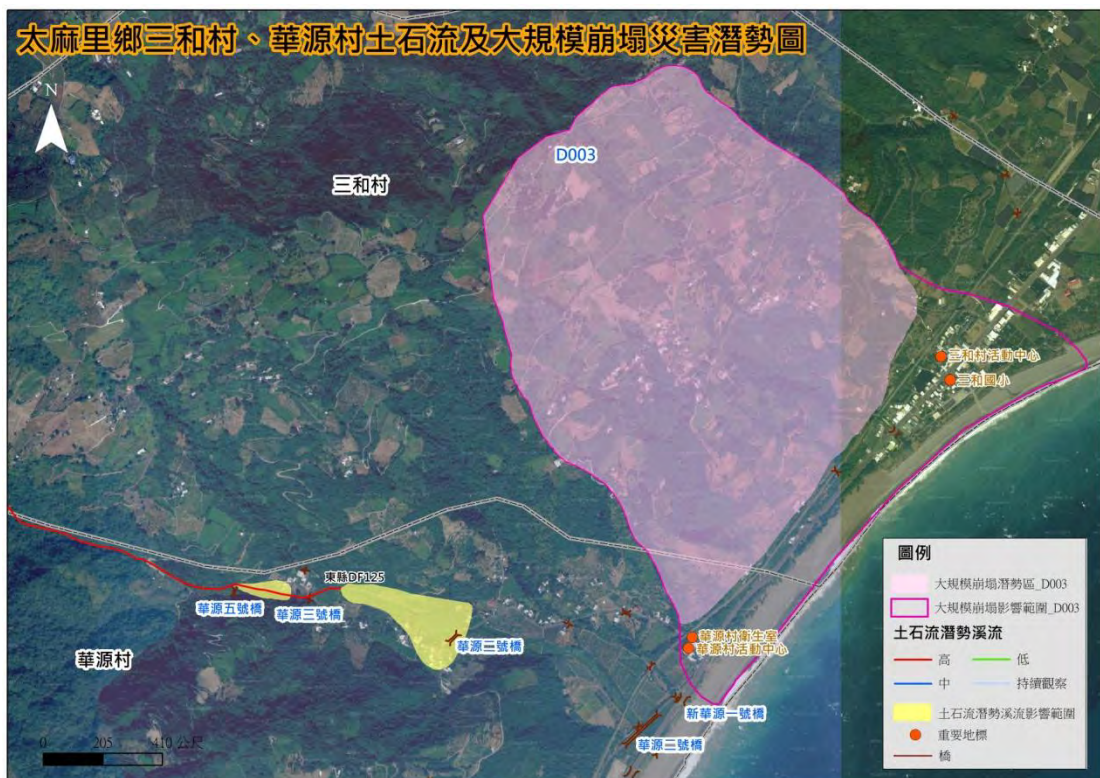 太麻里鄉三和村、華源村土石流及大規模崩塌災害潛勢圖
N
D003
三和村
三和村活動中心
三和國小
東縣DF125
華源五號橋
華源三號橋
華源二號橋
華源村
華源村衛生室
華源村活動中心
新華源一號橋
華源二號橋
0 205 410 公尺
圖例
大規模崩塌潛勢區_D003
大規模崩塌影響範圍_D003
土石流潛勢溪流
高 低
中 持續觀察
土石流潛勢溪流影響範圍
重要地標
橋